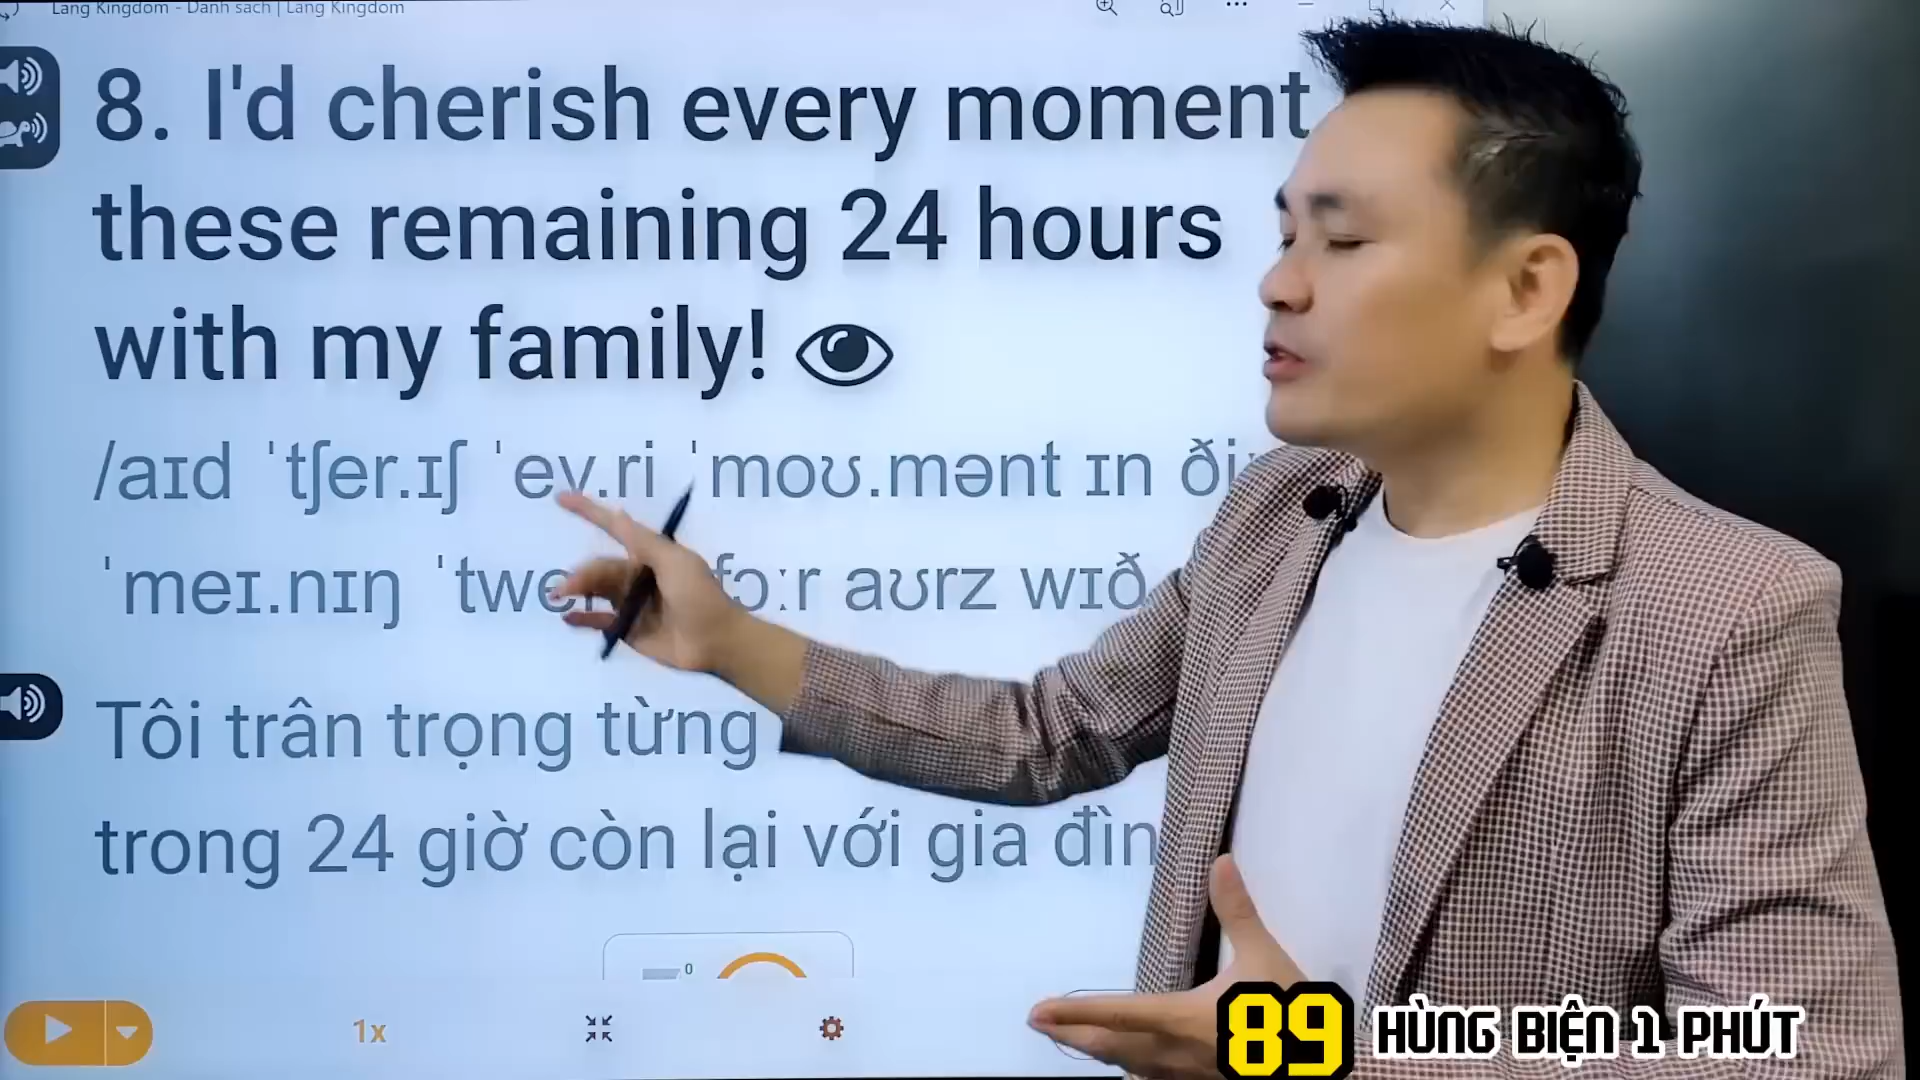 Lang Kingdom - Danh sách | Lang Kingdom
8. I'd cherish every moment
these remaining 24 hours
with my family!
/aɪd ˈtʃer.ɪʃ ˈev.ri ˈmoʊ.mənt ɪn
ˈmeɪ.nɪŋ fɔːr aʊrz wɪð
Tôi trân trọng từng
trong 24 giờ còn lại với gia
0
1x
89 HÙNG BIỆN 1 PHÚT